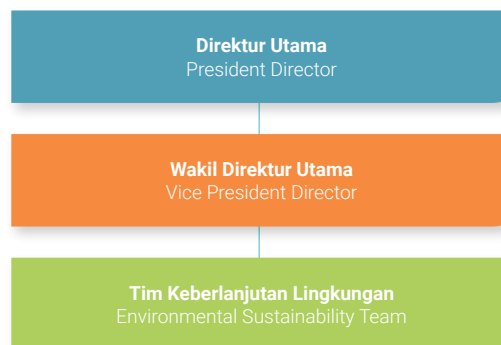 Direktur Utama
President Director
Wakil Direktur Utama
Vice President Director
Tim Keberlanjutan Lingkungan
Environmental Sustainability Team